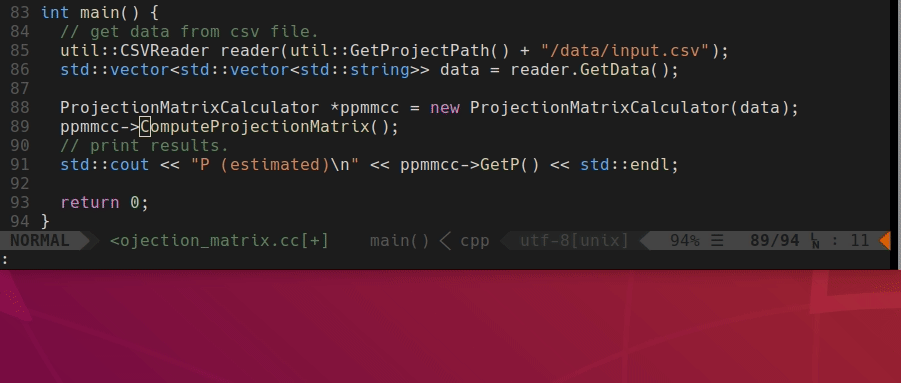 83 int main() {
84   // get data from csv file.
85   util::CSVReader reader(util::GetProjectPath() + "/data/input.csv");
86   std::vector<std::vector<std::string>> data = reader.GetData();
87
88   ProjectionMatrixCalculator *ppmmcc = new ProjectionMatrixCalculator(data);
89   ppmmcc->ComputeProjectionMatrix();
90   // print results.
91   std::cout << "P (estimated)\n" << ppmmcc->GetP() << std::endl;
92
93   return 0;
94 }
NORMAL <ojection_matrix.cc[+] main() cpp utf-8[unix] 94% ☰ 89/94 LN : 11
: